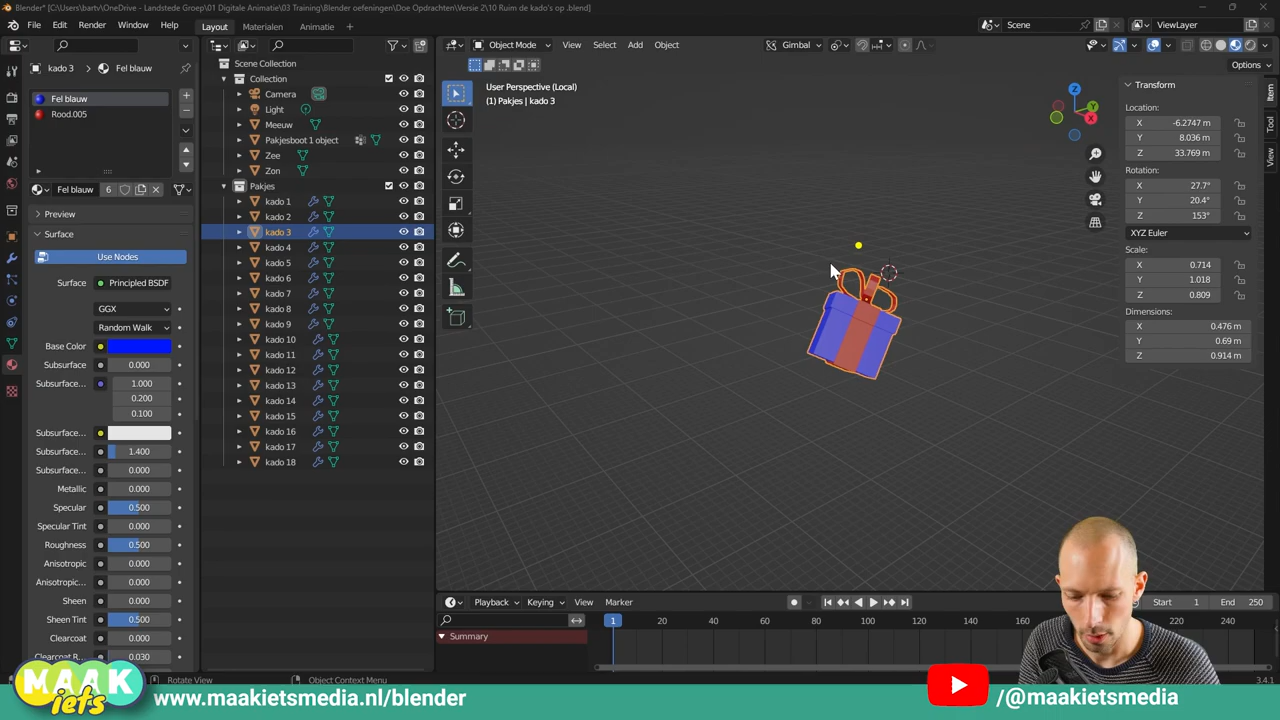 Blender* [C:\Users\bartv\OneDrive - Landstede Groep\01 Digitale Animatie\03 Training\Blender oefeningen\Doe Opdrachten\Versie 2\10 Ruim de kado's op .blend]
File Edit Render Window Help Layout Materialen Animatie Scene ViewLayer
Object Mode View Select Add Object Gimbal
Options
kado 3 Fel blauw
Fel blauw
Rood.005
Fel blauw 6
Preview
Surface
Use Nodes
Surface Principled BSDF
GGX
Random Walk
Base Color
Subsurface 0.000
Subsurface... 1.000
0.200
0.100
Subsurface...
Subsurface... 1.400
Subsurface... 0.000
Metallic 0.000
Specular 0.500
Specular Tint 0.000
Roughness 0.500
Anisotropic 0.000
Anisotropic... 0.000
Sheen 0.000
Sheen Tint 0.500
Clearcoat 0.000
Clearcoat R... 0.030
Scene Collection
Collection
Camera
Light
Meeuw
Pakjesboot 1 object
Zee
Zon
Pakjes
kado 1
kado 2
kado 3
kado 4
kado 5
kado 6
kado 7
kado 8
kado 9
kado 10
kado 11
kado 12
kado 13
kado 14
kado 15
kado 16
kado 17
kado 18
User Perspective (Local)
(1) Pakjes | kado 3
Z
Y
X
Transform
Location:
X -6.2747 m
Y 8.036 m
Z 33.769 m
Rotation:
X 27.7°
Y 20.4°
Z 153°
XYZ Euler
Scale:
X 0.714
Y 1.018
Z 0.809
Dimensions:
X 0.476 m
Y 0.69 m
Z 0.914 m
Item
Tool
View
Playback Keying View Marker
Start 1 End 250
1 20 40 60 80 100 120 140
Summary
Rotate View Object Context Menu 3.4.1
MAAK
iets
www.maakietsmedia.nl/blender
/@maakietsmedia